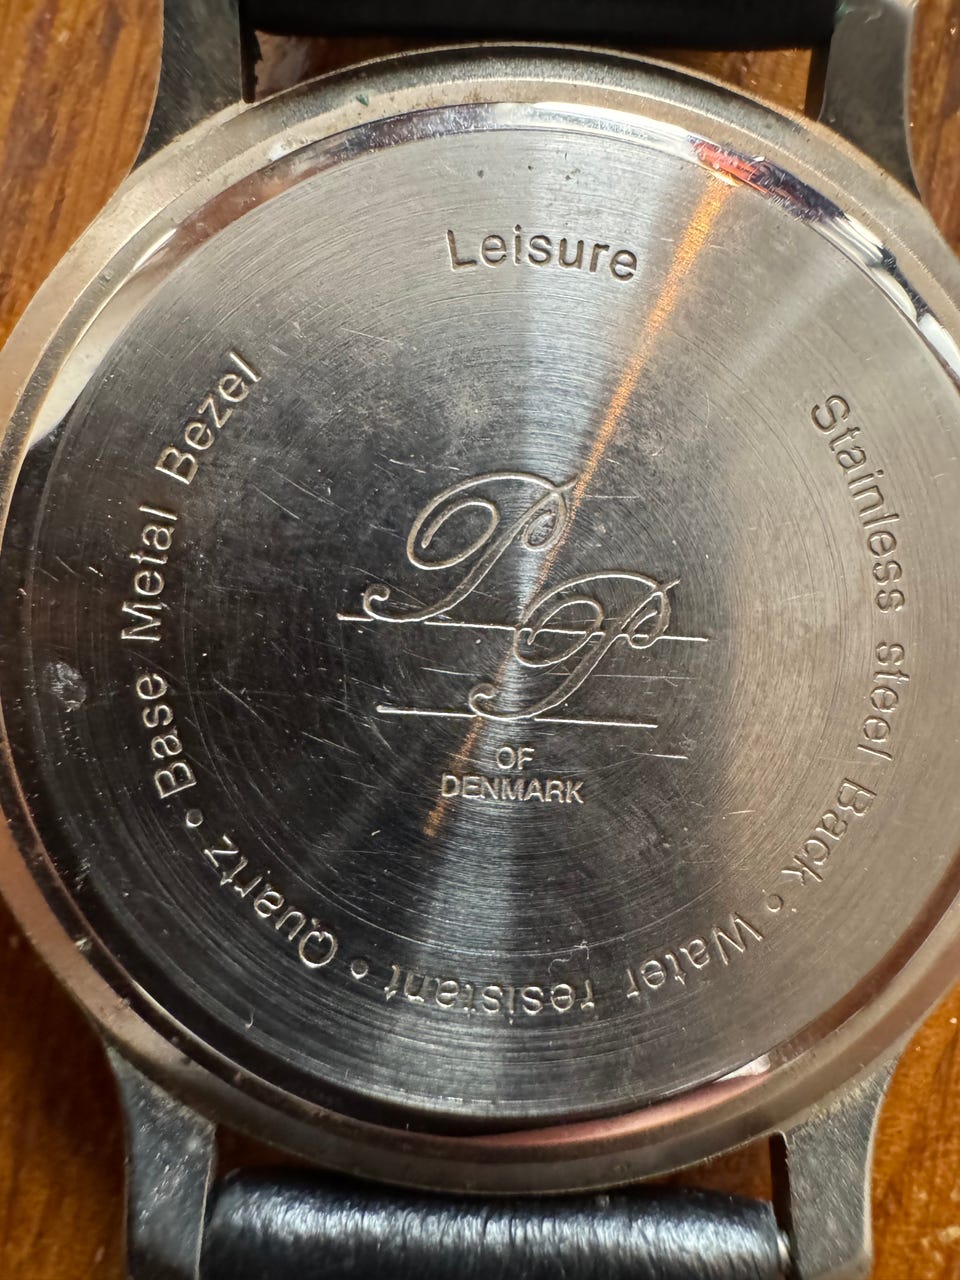 Leisure
Stainless steel Back • Water resistant • Quartz • Base Metal Bezel
PP
OF
DENMARK